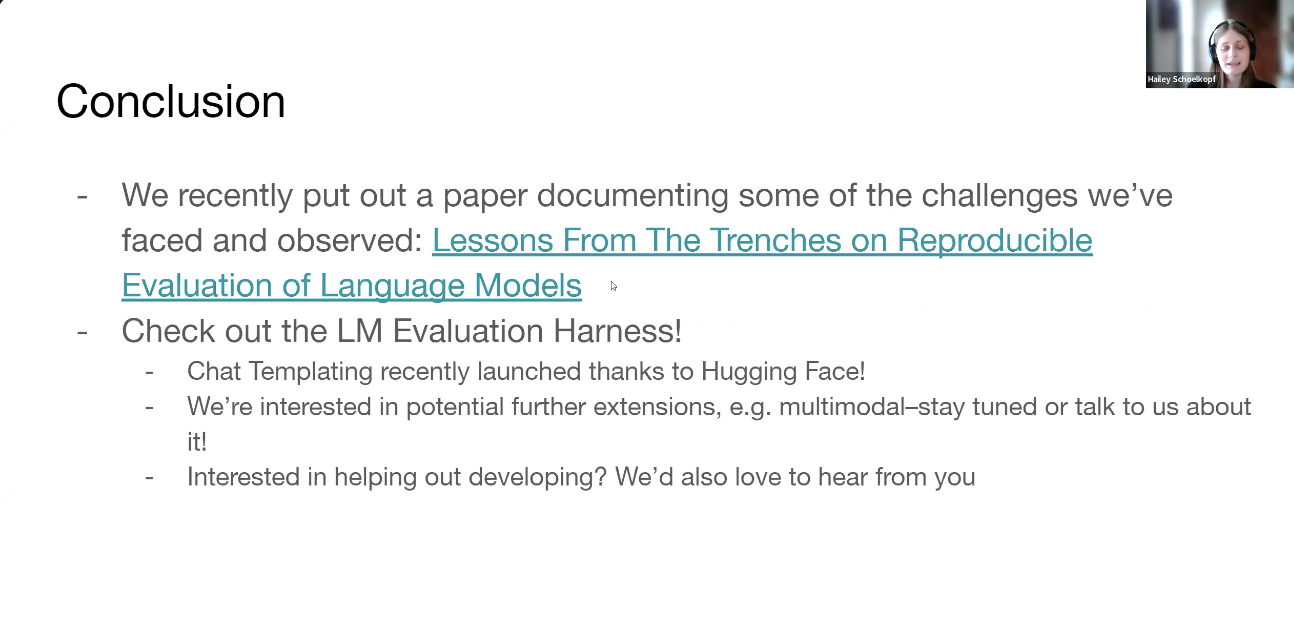 Hailey Schoelkopf
Conclusion
- We recently put out a paper documenting some of the challenges we’ve
faced and observed: Lessons From The Trenches on Reproducible
Evaluation of Language Models
- Check out the LM Evaluation Harness!
- Chat Templating recently launched thanks to Hugging Face!
- We’re interested in potential further extensions, e.g. multimodal–stay tuned or talk to us about
it!
- Interested in helping out developing? We’d also love to hear from you